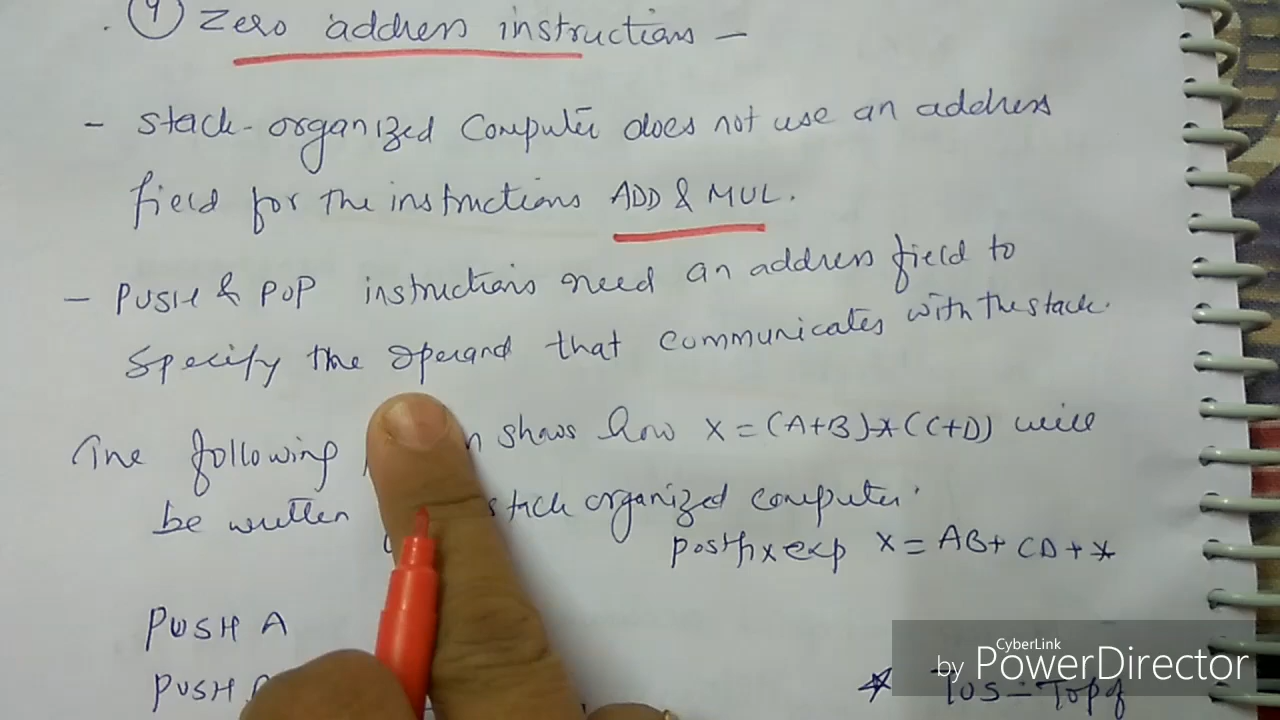 ④ Zero address instructions -
- Stack-organized computer does not use an address
field for the instructions ADD & MUL.
- PUSH & POP instructions need an address field to
Specify the operand that communicates with the stack.
The following shows how X = (A+B)*(C+D) will
be written stack organized computer.
postfix exp X = AB+ CD+*
PUSH A
PUSH
* TOS = Top of
CyberLink
by PowerDirector